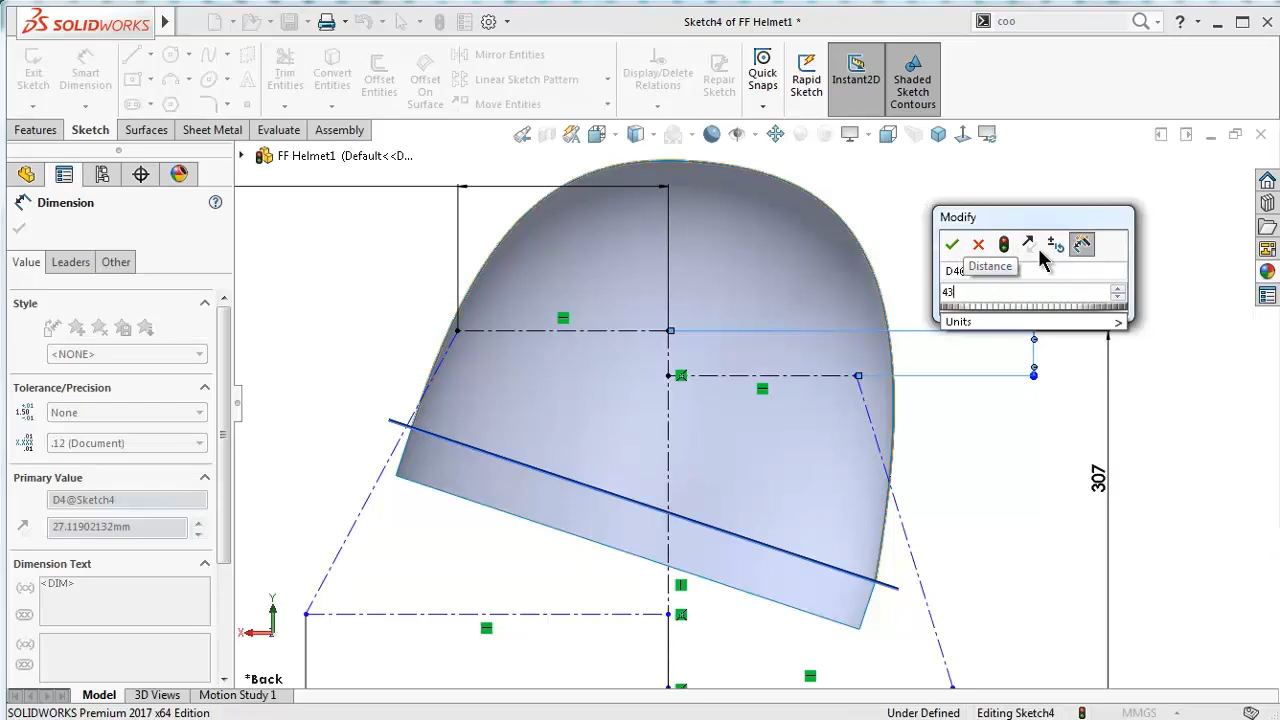 SOLIDWORKS
Sketch4 of FF Helmet1 *
coo
Exit
Sketch
Smart
Dimension
Trim
Entities
Convert
Entities
Offset
Entities
Offset
On
Surface
Mirror Entities
Linear Sketch Pattern
Move Entities
Display/Delete
Relations
Repair
Sketch
Quick
Snaps
Rapid
Sketch
Instant2D
Shaded
Sketch
Contours
Features
Sketch
Surfaces
Sheet Metal
Evaluate
Assembly
FF Helmet1 (Default<<D...
Dimension
Value
Leaders
Other
Style
<NONE>
Tolerance/Precision
None
.12 (Document)
Primary Value
D4@Sketch4
27.11902132mm
Dimension Text
<DIM>
Modify
Distance
43
Units
307
Y
X
*Back
Model
3D Views
Motion Study 1
SOLIDWORKS Premium 2017 x64 Edition
Under Defined
Editing Sketch4
MMGS